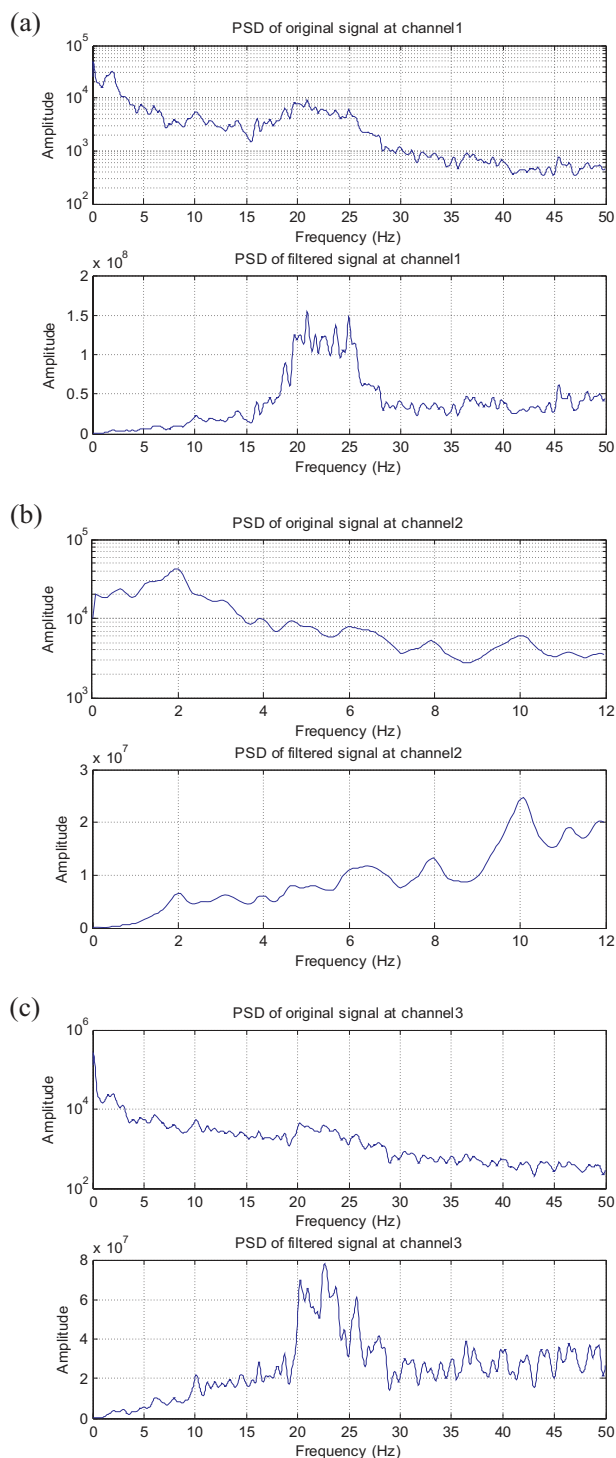 (a)
PSD of original signal at channel1
10^5
10^4
10^3
10^2
Amplitude
0 5 10 15 20 25 30 35 40 45 50
Frequency (Hz)
x 10^8
PSD of filtered signal at channel1
2
1.5
1
0.5
0
Amplitude
0 5 10 15 20 25 30 35 40 45 50
Frequency (Hz)
(b)
PSD of original signal at channel2
10^5
10^4
10^3
Amplitude
0 2 4 6 8 10 12
Frequency (Hz)
x 10^7
PSD of filtered signal at channel2
3
2
1
0
Amplitude
0 2 4 6 8 10 12
Frequency (Hz)
(c)
PSD of original signal at channel3
10^6
10^4
10^2
Amplitude
0 5 10 15 20 25 30 35 40 45 50
Frequency (Hz)
x 10^7
PSD of filtered signal at channel3
8
6
4
2
0
Amplitude
0 5 10 15 20 25 30 35 40 45 50
Frequency (Hz)